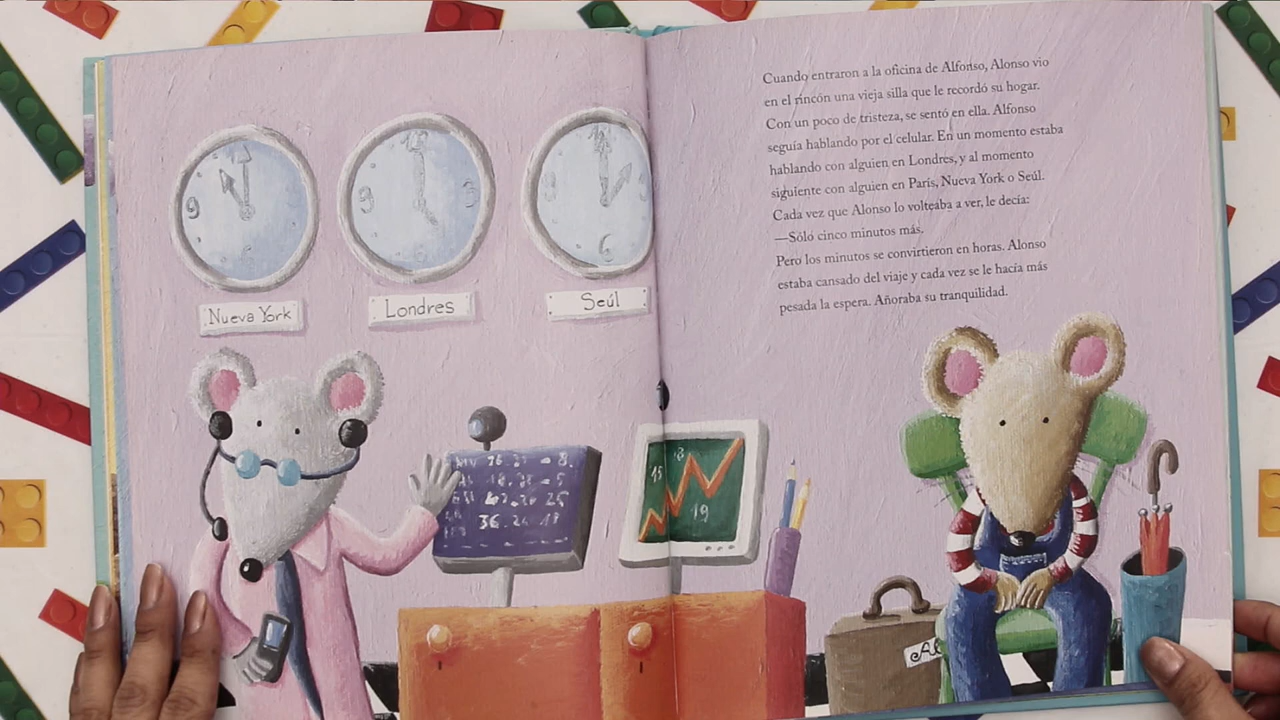 Nueva York
Londres
Seúl
Cuando entraron a la oficina de Alfonso, Alonso vio
en el rincón una vieja silla que le recordó su hogar.
Con un poco de tristeza, se sentó en ella. Alfonso
seguía hablando por el celular. En un momento estaba
hablando con alguien en Londres, y al momento
siguiente con alguien en París, Nueva York o Seúl.
Cada vez que Alonso lo volteaba a ver, le decía:
—Sólo cinco minutos más.
Pero los minutos se convirtieron en horas. Alonso
estaba cansado del viaje y cada vez se le hacía más
pesada la espera. Añoraba su tranquilidad.
19
Al